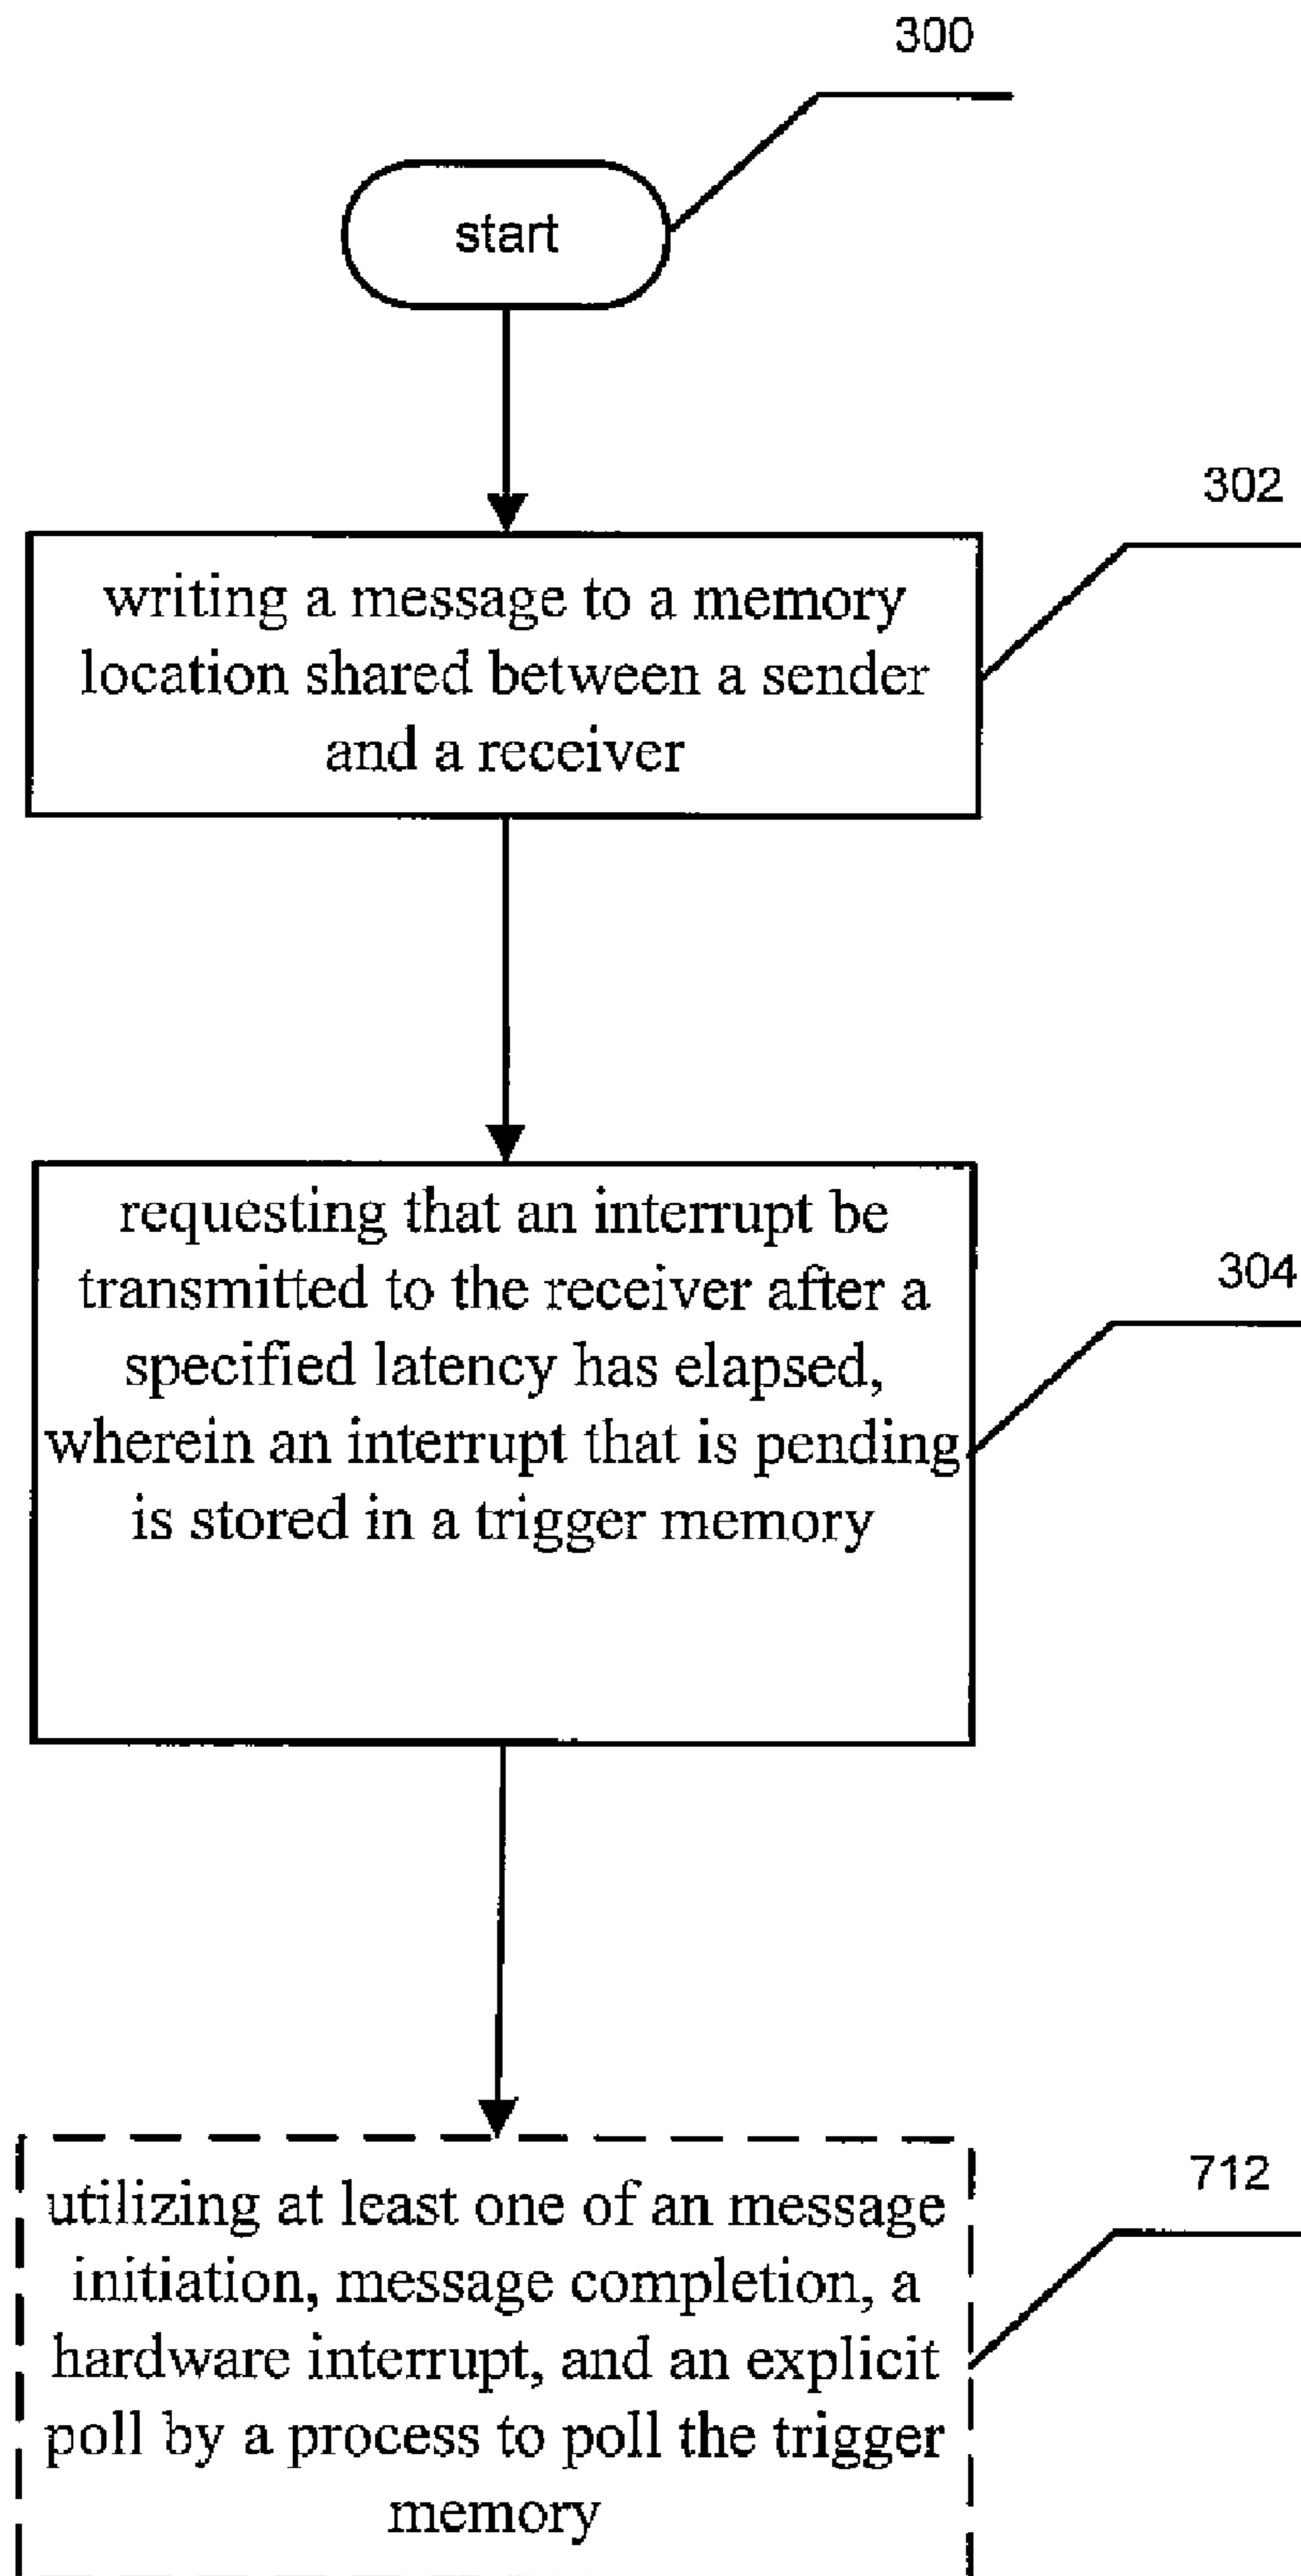 300
start
302
writing a message to a memory
location shared between a sender
and a receiver
requesting that an interrupt be
transmitted to the receiver after a
specified latency has elapsed,
wherein an interrupt that is pending
is stored in a trigger memory
304
712
utilizing at least one of an message
initiation, message completion, a
hardware interrupt, and an explicit
poll by a process to poll the trigger
memory